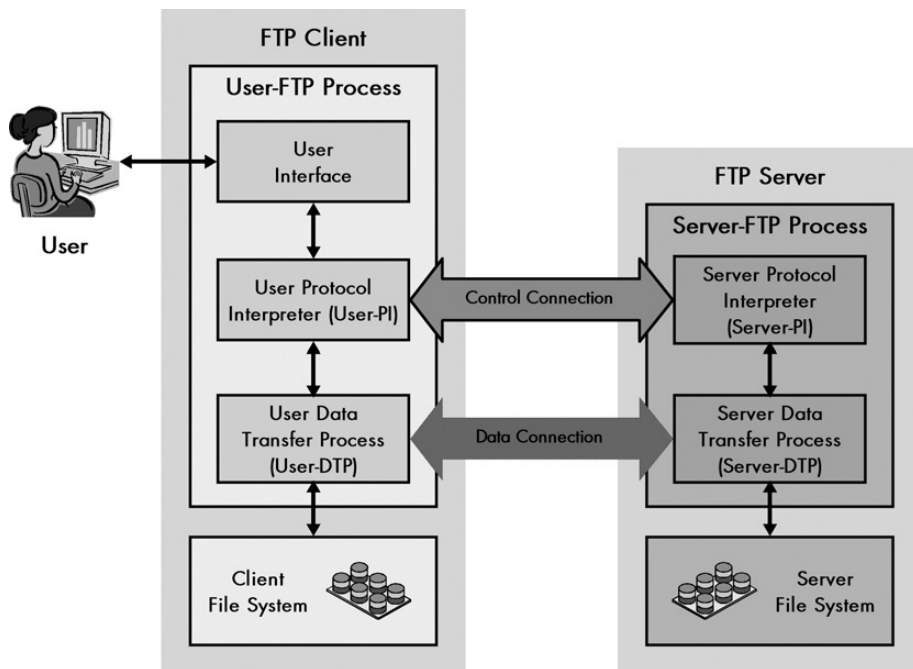 FTP Client
User-FTP Process
User
Interface
User
User Protocol
Interpreter (User-PI)
User Data
Transfer Process
(User-DTP)
Client
File System
Control Connection
Data Connection
FTP Server
Server-FTP Process
Server Protocol
Interpreter
(Server-PI)
Server Data
Transfer Process
(Server-DTP)
Server
File System